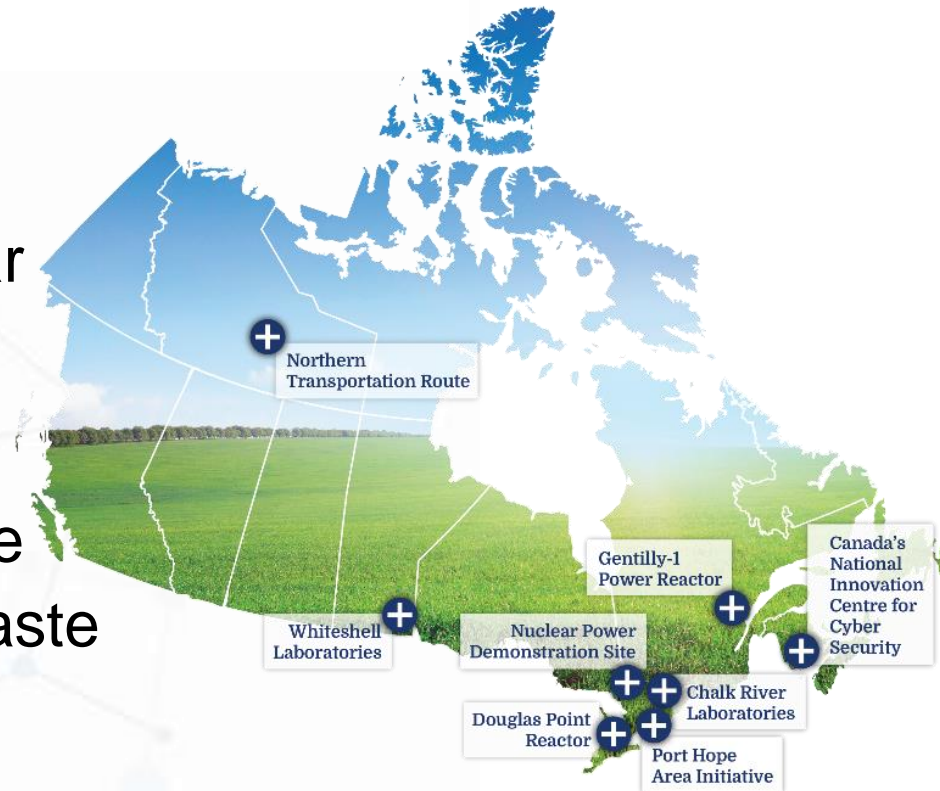 Northern
Transportation Route
Gentilly-1
Power Reactor
Canada's
National
Innovation
Centre for
Cyber
Security
Whiteshell
Laboratories
Nuclear Power
Demonstration Site
Chalk River
Laboratories
Douglas Point
Reactor
Port Hope
Area Initiative